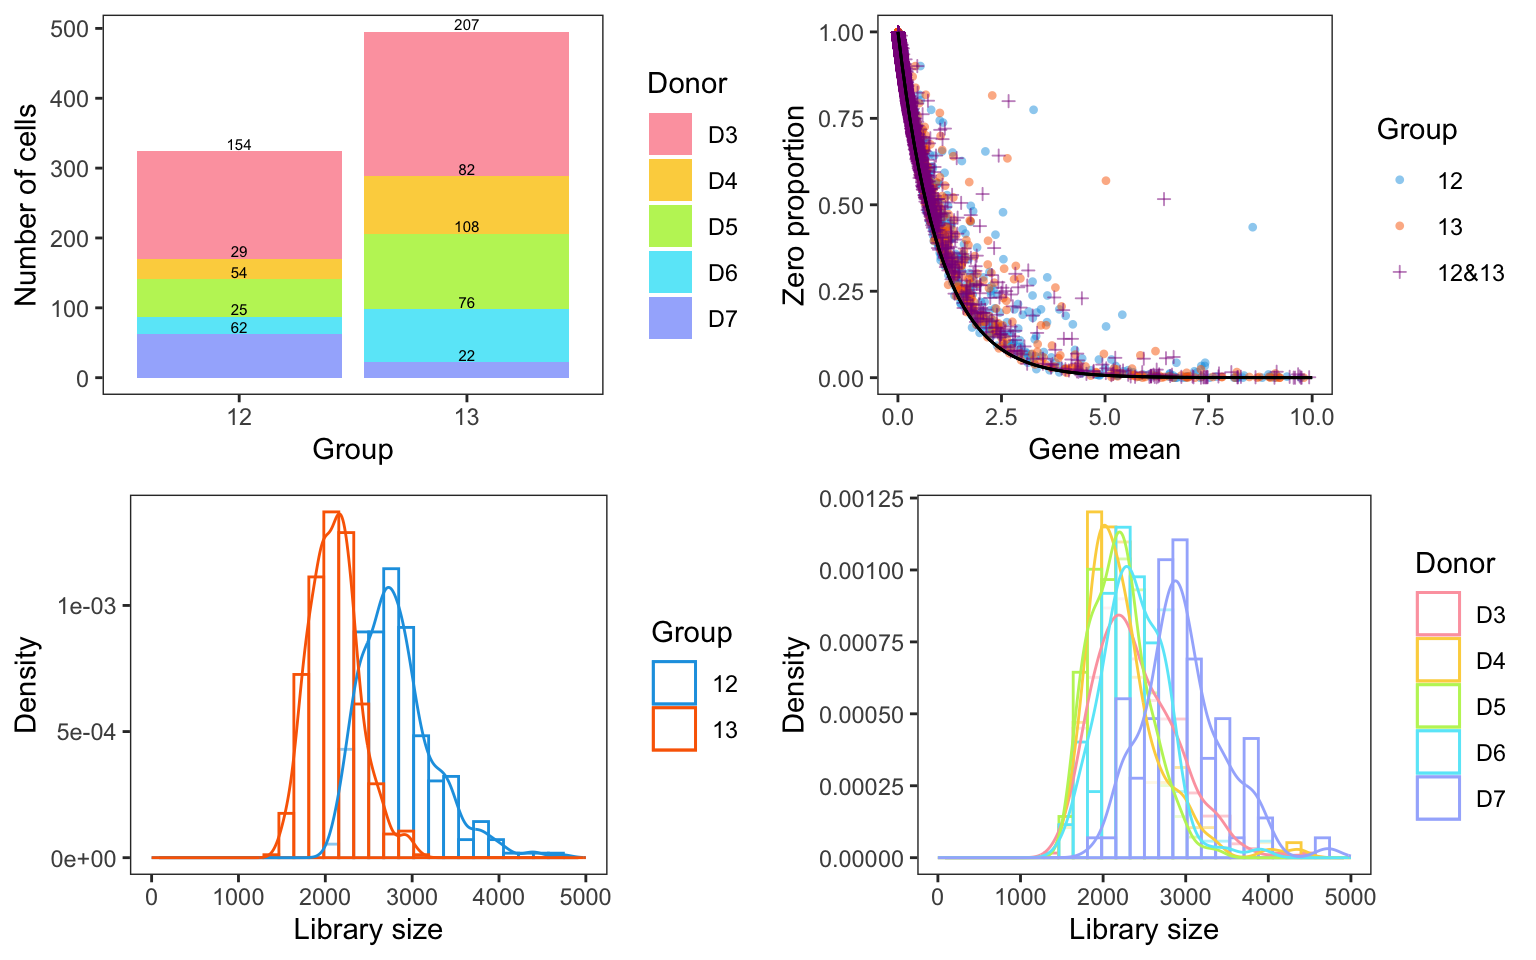 Number of cells
500
400
300
200
100
0
154
29
54
25
62
207
82
108
76
22
12
13
Group
Donor
D3
D4
D5
D6
D7
Zero proportion
1.00
0.75
0.50
0.25
0.00
0.0 2.5 5.0 7.5 10.0
Gene mean
Group
12
13
12&13
Density
1e-03
5e-04
0e+00
0 1000 2000 3000 4000 5000
Library size
Group
12
13
Density
0.00125
0.00100
0.00075
0.00050
0.00025
0.00000
0 1000 2000 3000 4000 5000
Library size
Donor
D3
D4
D5
D6
D7